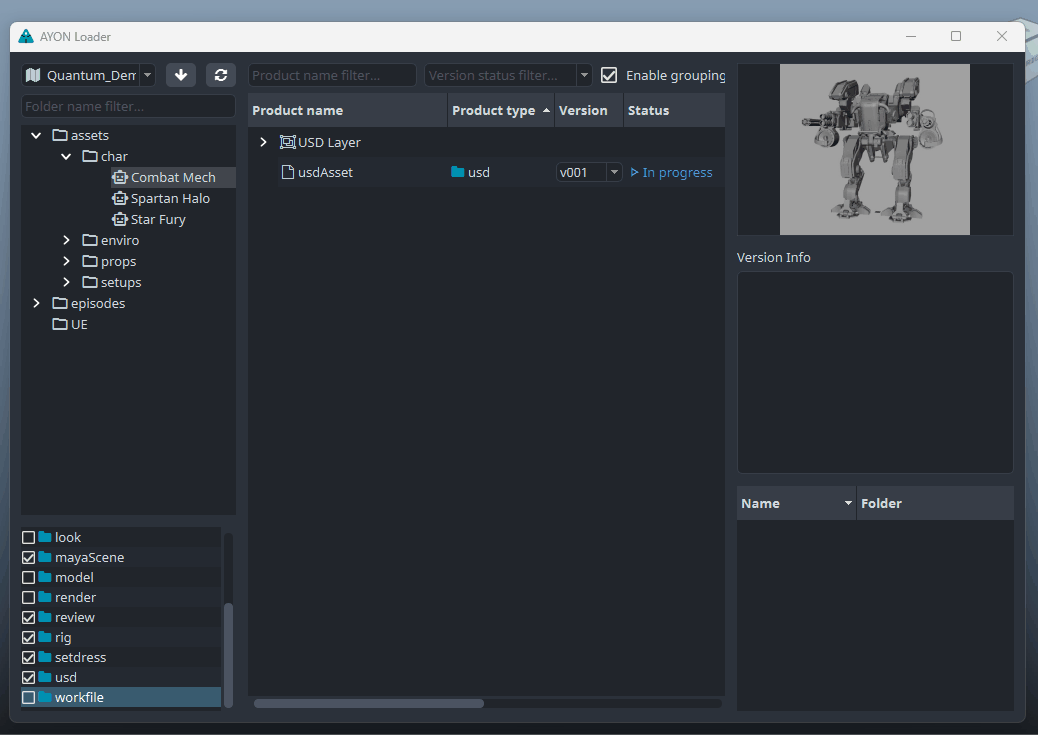 AYON Loader
Quantum_Dem
Product name filter...
Version status filter...
Enable grouping
Folder name filter...
Product name
Product type
Version
Status
assets
char
Combat Mech
Spartan Halo
Star Fury
enviro
props
setups
episodes
UE
USD Layer
usdAsset
usd
v001
In progress
Version Info
Name
Folder
look
mayaScene
model
render
review
rig
setdress
usd
workfile